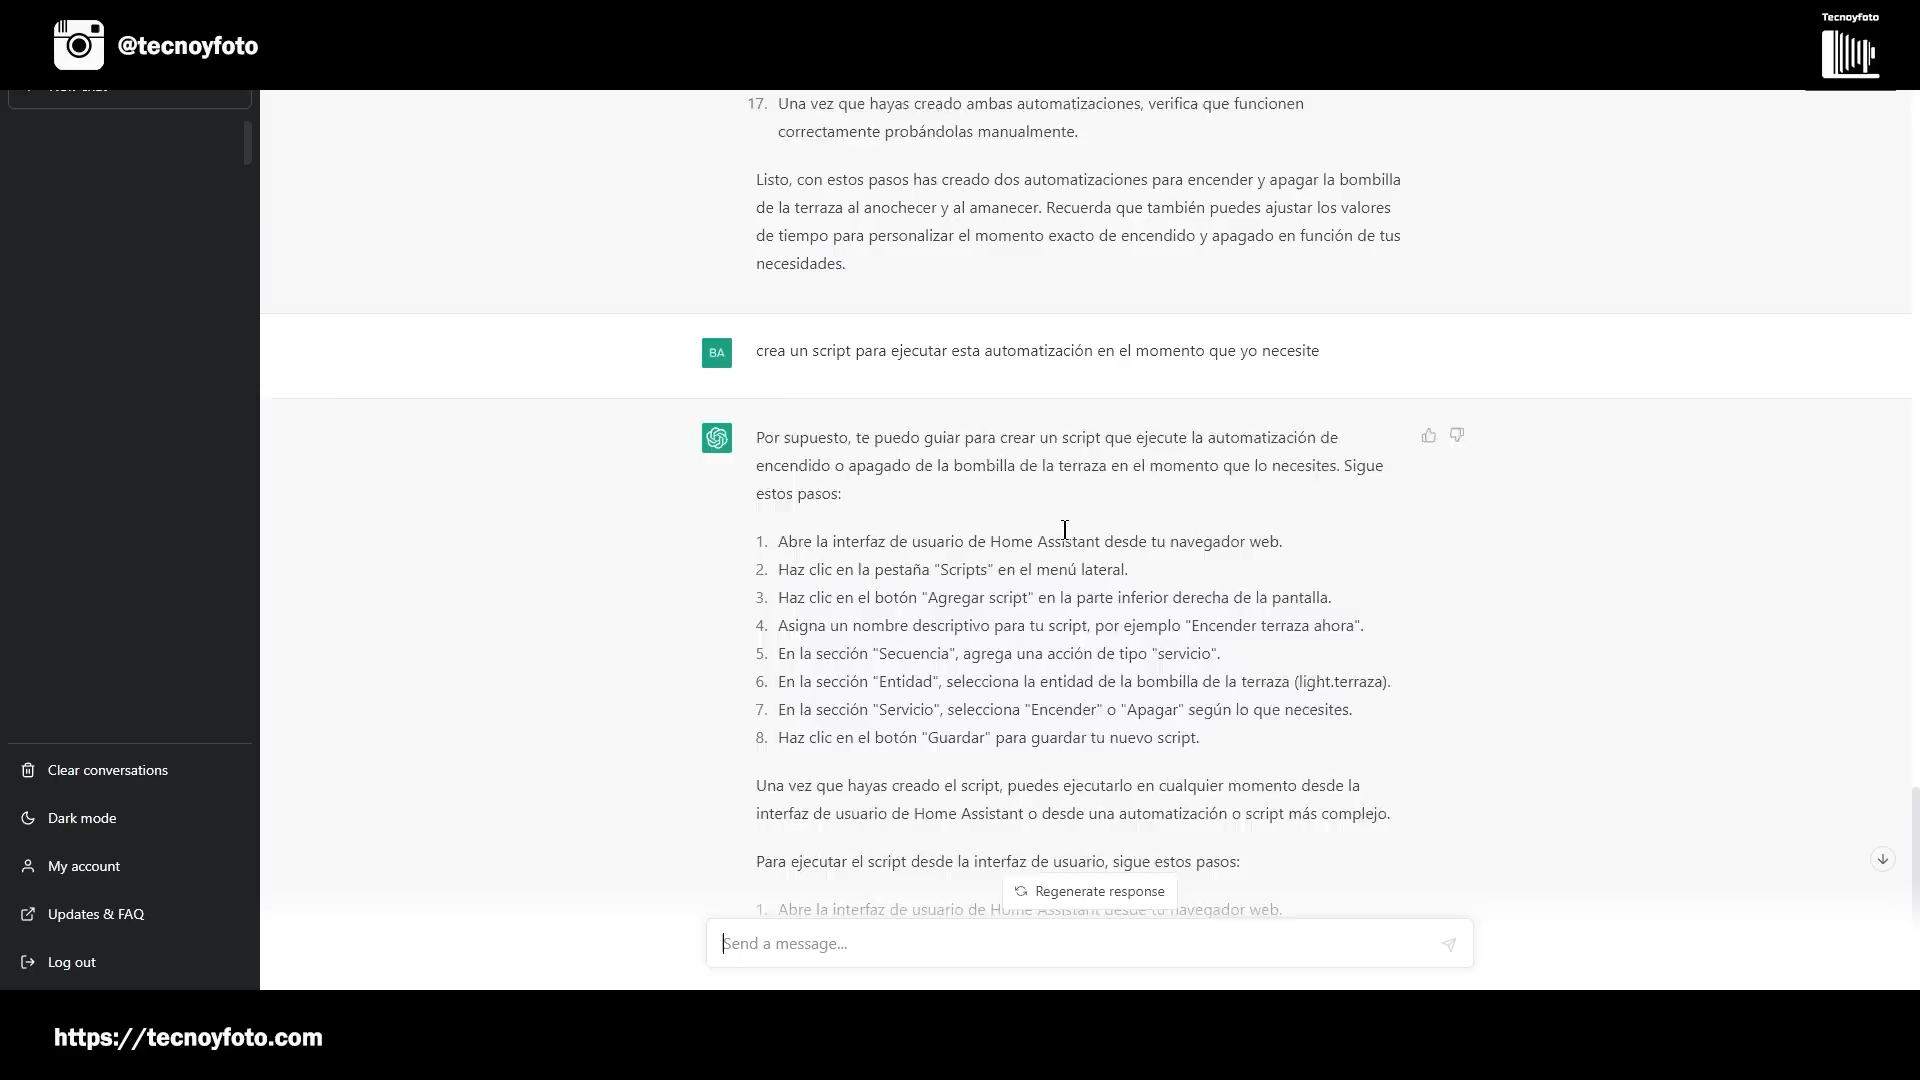 @tecnoyfoto
Tecnoyfoto
17. Una vez que hayas creado ambas automatizaciones, verifica que funcionen
correctamente probándolas manualmente.
Listo, con estos pasos has creado dos automatizaciones para encender y apagar la bombilla
de la terraza al anochecer y al amanecer. Recuerda que también puedes ajustar los valores
de tiempo para personalizar el momento exacto de encendido y apagado en función de tus
necesidades.
BA
crea un script para ejecutar esta automatización en el momento que yo necesite
Por supuesto, te puedo guiar para crear un script que ejecute la automatización de
encendido o apagado de la bombilla de la terraza en el momento que lo necesites. Sigue
estos pasos:
1. Abre la interfaz de usuario de Home Assistant desde tu navegador web.
2. Haz clic en la pestaña "Scripts" en el menú lateral.
3. Haz clic en el botón "Agregar script" en la parte inferior derecha de la pantalla.
4. Asigna un nombre descriptivo para tu script, por ejemplo "Encender terraza ahora".
5. En la sección "Secuencia", agrega una acción de tipo "servicio".
6. En la sección "Entidad", selecciona la entidad de la bombilla de la terraza (light.terraza).
7. En la sección "Servicio", selecciona "Encender" o "Apagar" según lo que necesites.
8. Haz clic en el botón "Guardar" para guardar tu nuevo script.
Una vez que hayas creado el script, puedes ejecutarlo en cualquier momento desde la
interfaz de usuario de Home Assistant o desde una automatización o script más complejo.
Para ejecutar el script desde la interfaz de usuario, sigue estos pasos:
Regenerate response
1. Abre la interfaz de usuario de Home Assistant desde tu navegador web.
Send a message...
Clear conversations
Dark mode
My account
Updates & FAQ
Log out
https://tecnoyfoto.com